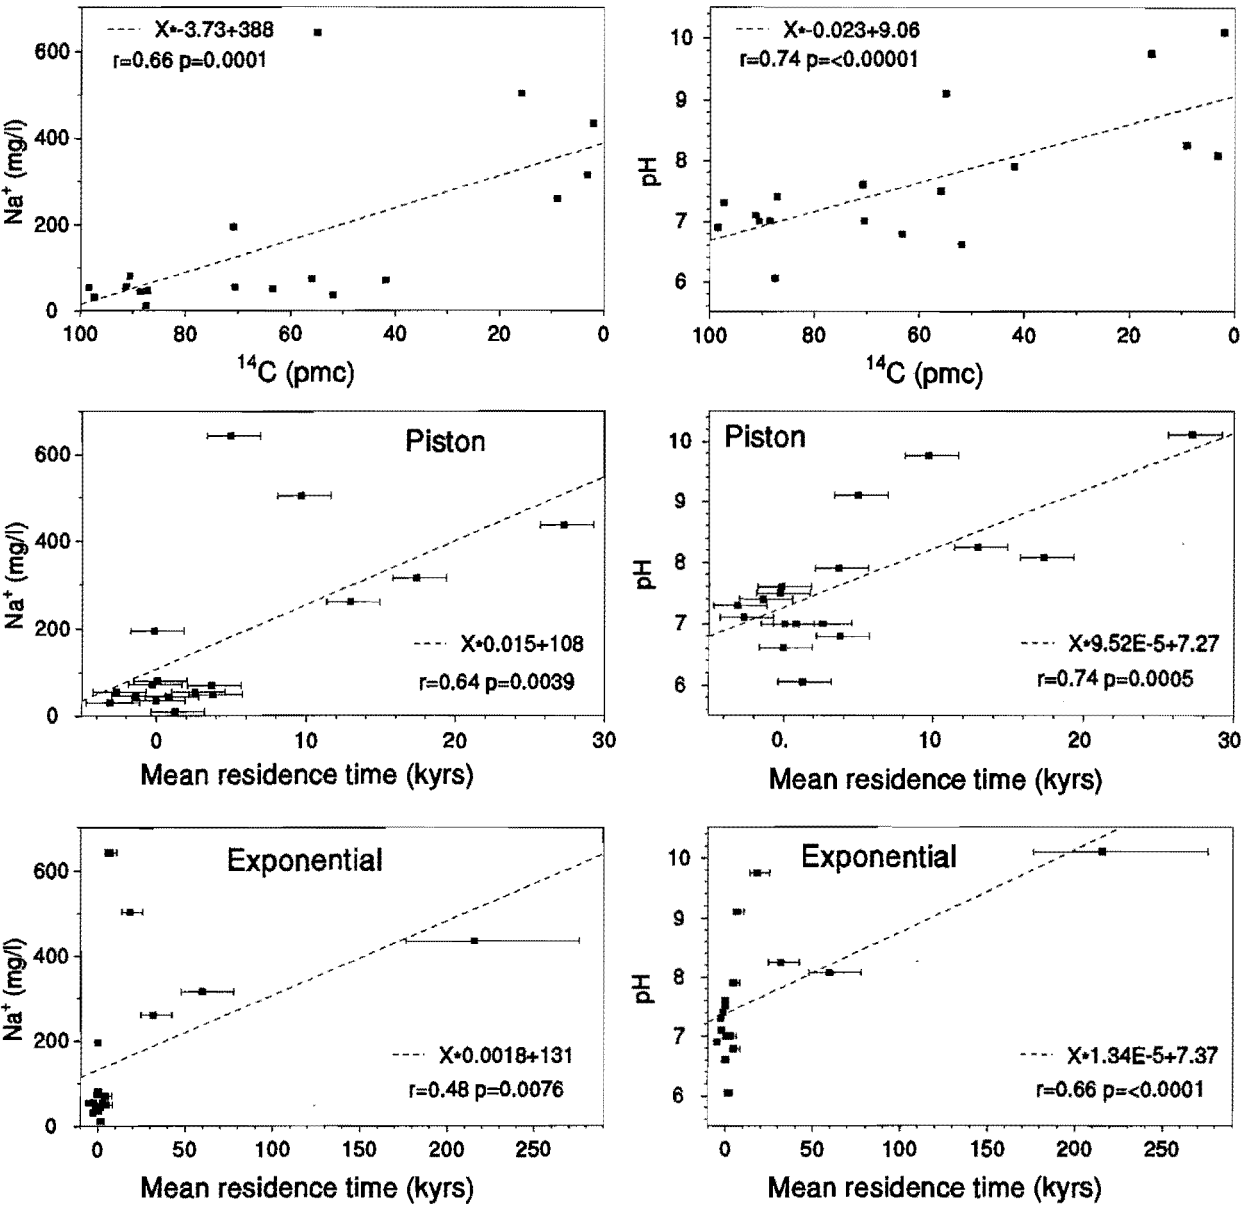 X*-3.73+388
r=0.66 p=0.0001
600
400
200
0
Na+ (mg/l)
100 80 60 40 20 0
14C (pmc)
X*-0.023+9.06
r=0.74 p=<0.00001
10
9
8
7
6
pH
100 80 60 40 20 0
14C (pmc)
Piston
600
400
200
0
Na+ (mg/l)
X*0.015+108
r=0.64 p=0.0039
0 10 20 30
Mean residence time (kyrs)
Piston
10
9
8
7
6
pH
X*9.52E-5+7.27
r=0.74 p=0.0005
0. 10 20 30
Mean residence time (kyrs)
Exponential
600
400
200
0
Na+ (mg/l)
X*0.0018+131
r=0.48 p=0.0076
0 50 100 150 200 250
Mean residence time (kyrs)
Exponential
10
9
8
7
6
pH
X*1.34E-5+7.37
r=0.66 p=<0.0001
0 50 100 150 200 250
Mean residence time (kyrs)